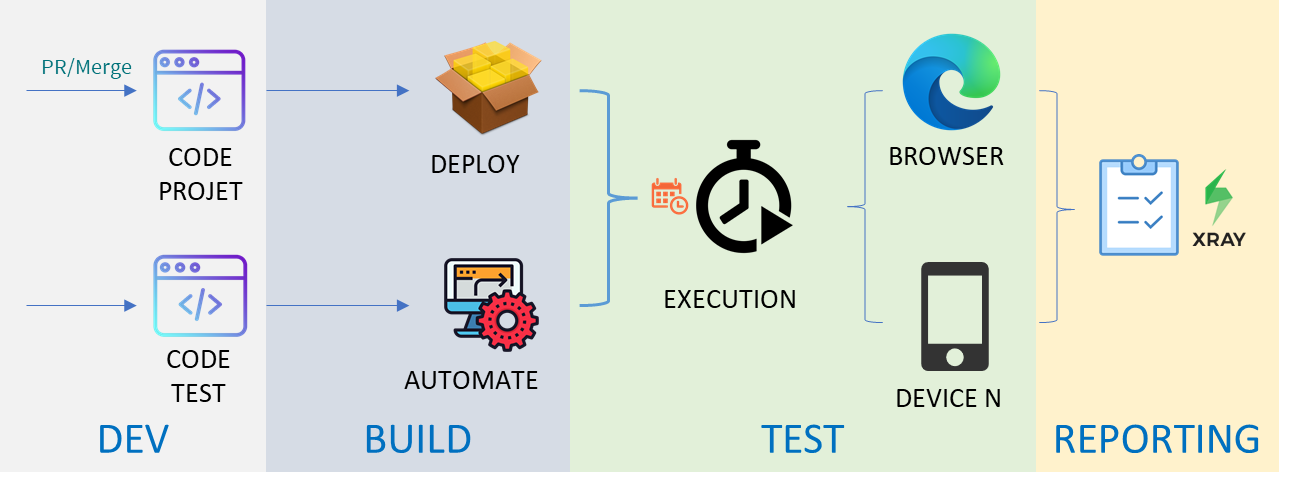 PR/Merge
CODE
PROJET
DEPLOY
BROWSER
XRAY
EXECUTION
CODE
TEST
AUTOMATE
DEVICE N
DEV
BUILD
TEST
REPORTING